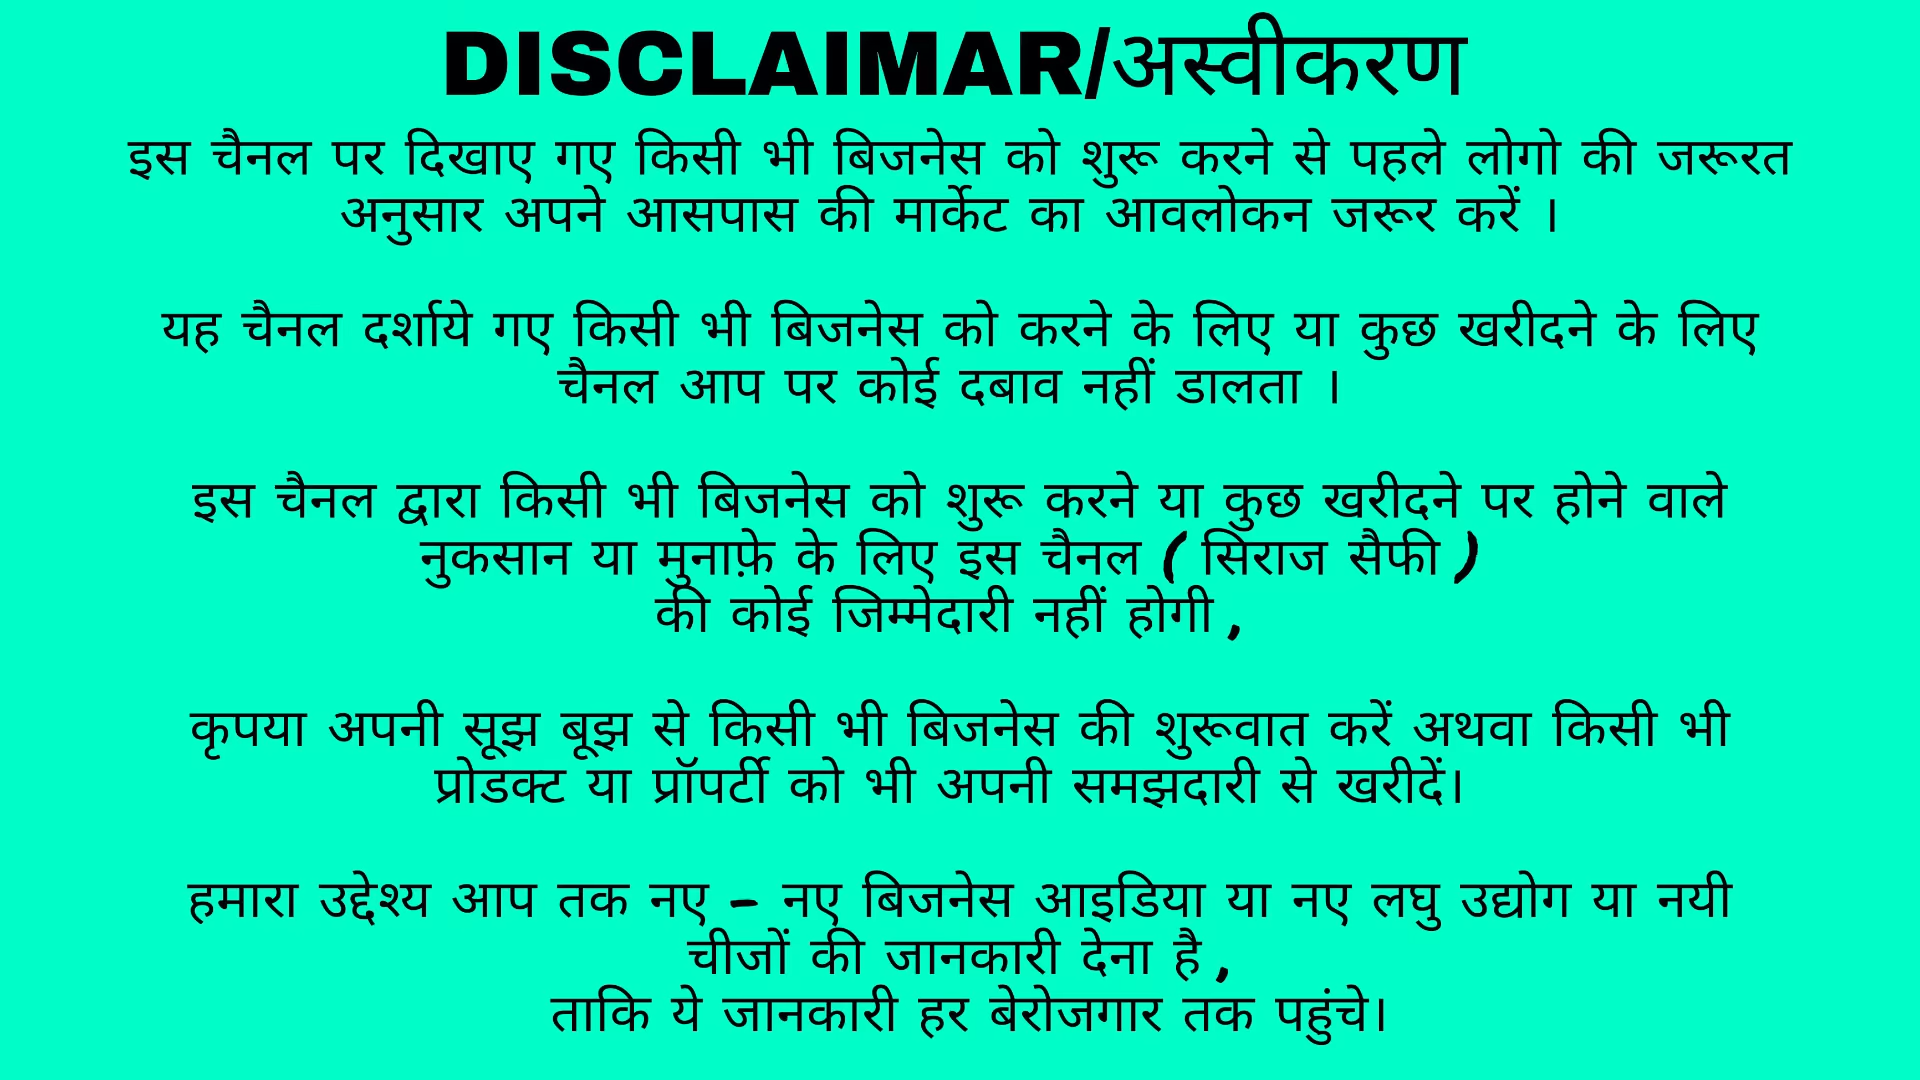 DISCLAIMAR/अस्वीकरण
इस चैनल पर दिखाए गए किसी भी बिजनेस को शुरू करने से पहले लोगो की जरूरत
अनुसार अपने आसपास की मार्केट का आवलोकन जरूर करें ।
यह चैनल दर्शाये गए किसी भी बिजनेस को करने के लिए या कुछ खरीदने के लिए
चैनल आप पर कोई दबाव नहीं डालता ।
इस चैनल द्वारा किसी भी बिजनेस को शुरू करने या कुछ खरीदने पर होने वाले
नुकसान या मुनाफ़े के लिए इस चैनल ( सिराज सैफी )
की कोई जिम्मेदारी नहीं होगी ,
कृपया अपनी सूझ बूझ से किसी भी बिजनेस की शुरूवात करें अथवा किसी भी
प्रोडक्ट या प्रॉपर्टी को भी अपनी समझदारी से खरीदें।
हमारा उद्देश्य आप तक नए - नए बिजनेस आइडिया या नए लघु उद्योग या नयी
चीजों की जानकारी देना है ,
ताकि ये जानकारी हर बेरोजगार तक पहुंचे।